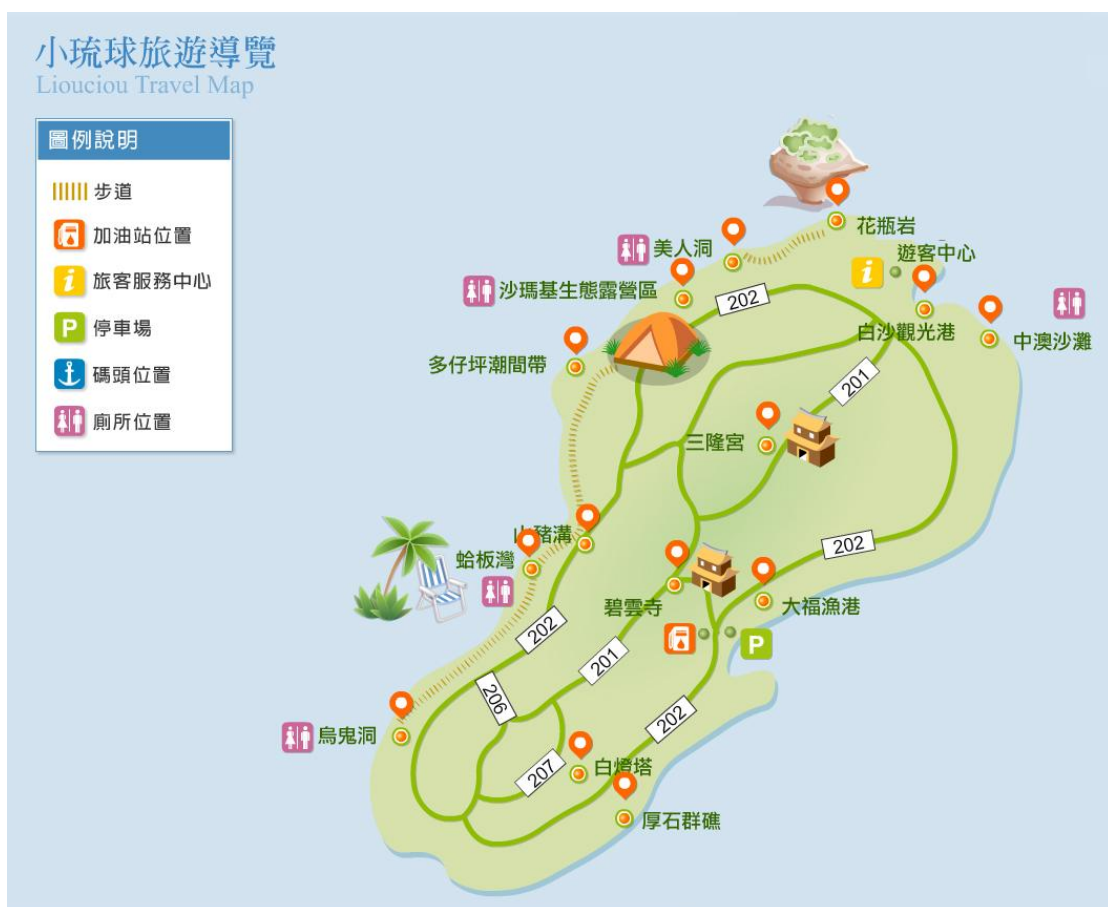 小琉球旅遊導覽
Liouciou Travel Map
圖例說明
步道
加油站位置
i 旅客服務中心
P 停車場
碼頭位置
廁所位置
花瓶岩
美人洞
遊客中心
i
沙瑪基生態露營區
202
白沙觀光港
中澳沙灘
多仔坪潮間帶
201
三隆宮
山豬溝
202
蛤板灣
碧雲寺
大福漁港
202
P
201
206
202
烏鬼洞
207
白燈塔
厚石群礁